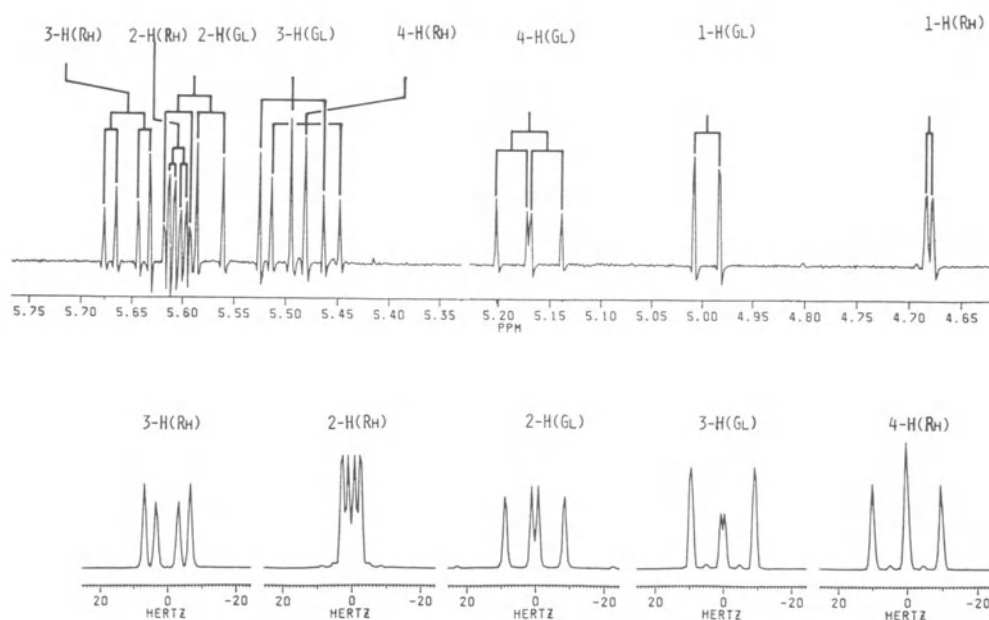 3-H(RH) 2-H(RH) 2-H(GL) 3-H(GL) 4-H(RH) 4-H(GL) 1-H(GL) 1-H(RH)
5.75 5.70 5.65 5.60 5.55 5.50 5.45 5.40 5.35 5.20 5.15 5.10 5.05 5.00 4.95 4.90 4.85 4.80 4.75 4.70 4.65
PPM
3-H(RH) 2-H(RH) 2-H(GL) 3-H(GL) 4-H(RH)
20 0 -20 20 0 -20 20 0 -20 20 0 -20 20 0 -20
HERTZ HERTZ HERTZ HERTZ HERTZ